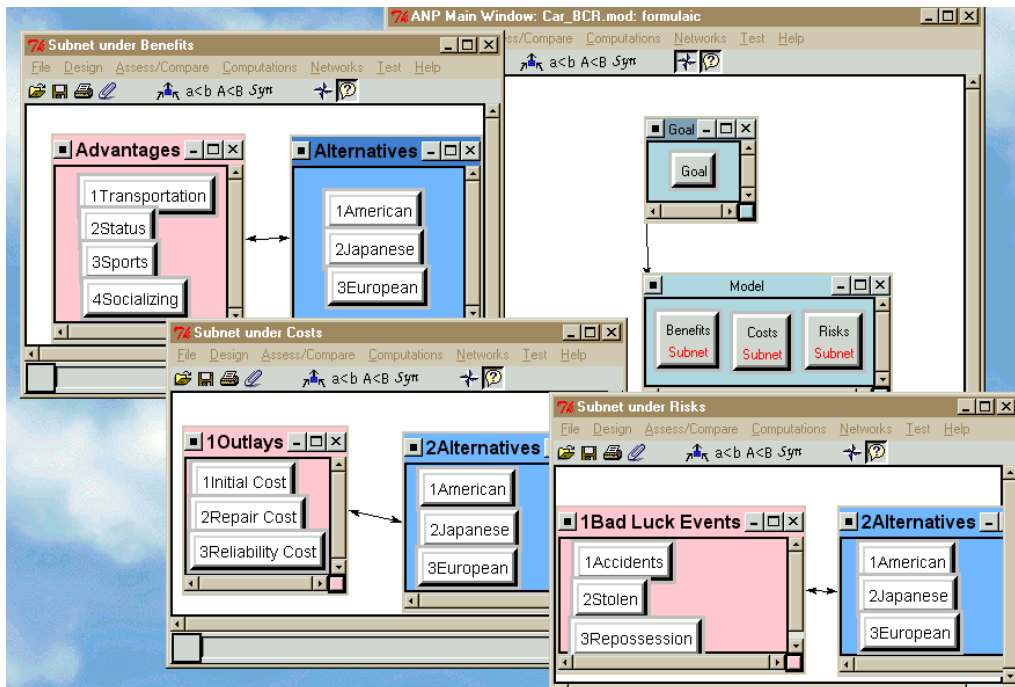 ANP Main Window: Car_BCR.mod: formulaic
ss/Compare Computations Networks Test Help
a<b A<B Syn
Goal
Goal
Model
Benefits
Subnet
Costs
Subnet
Risks
Subnet
Subnet under Benefits
File Design Assess/Compare Computations Networks Test Help
a<b A<B Syn
Advantages
1Transportation
2Status
3Sports
4Socializing
Alternatives
1American
2Japanese
3European
Subnet under Costs
File Design Assess/Compare Computations Networks Test Help
a<b A<B Syn
1Outlays
1Initial Cost
2Repair Cost
3Reliability Cost
2Alternatives
1American
2Japanese
3European
Subnet under Risks
File Design Assess/Compare Computations Networks Test Help
a<b A<B Syn
1Bad Luck Events
1Accidents
2Stolen
3Repossession
2Alternatives
1American
2Japanese
3European